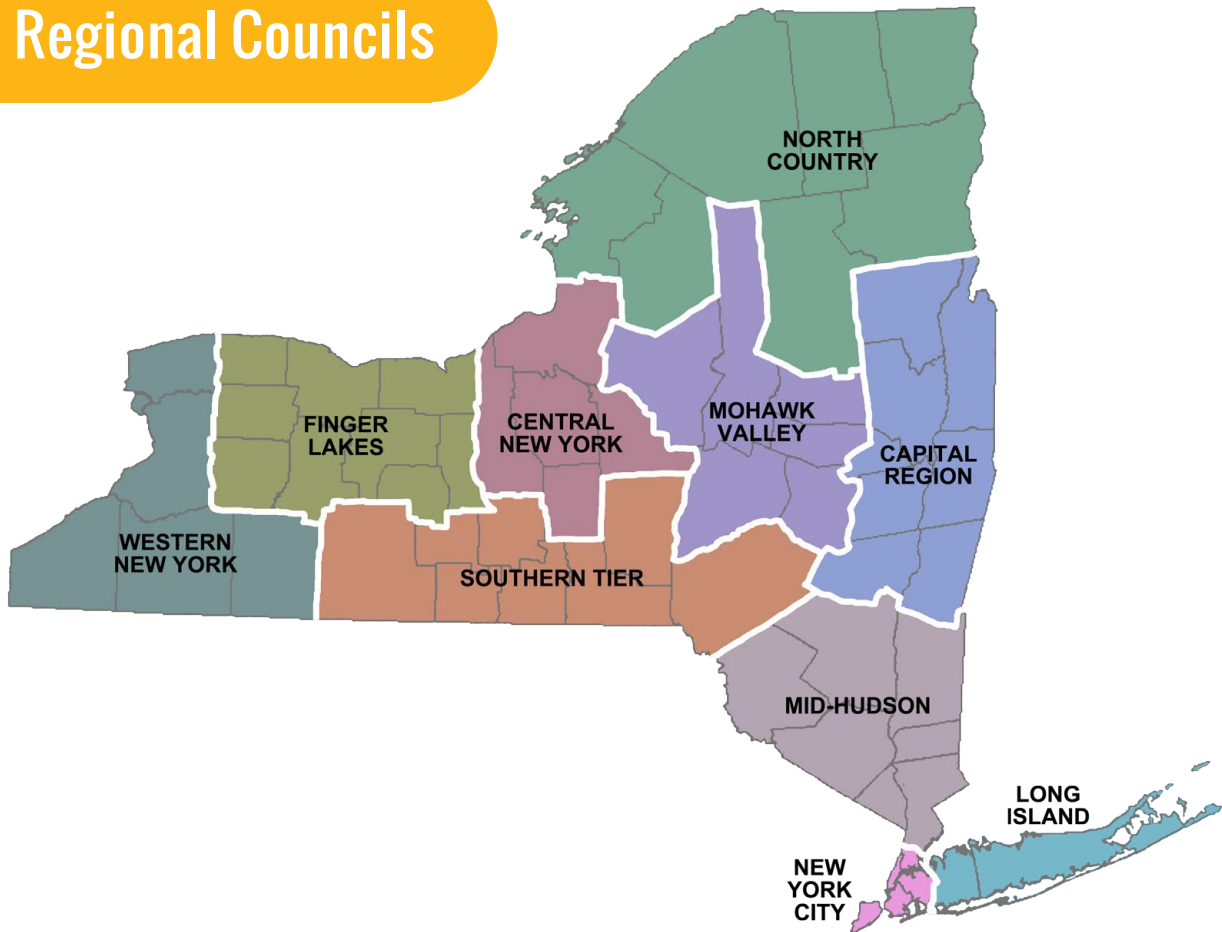 Regional Councils
NORTH
COUNTRY
FINGER
LAKES
CENTRAL
NEW YORK
MOHAWK
VALLEY
CAPITAL
REGION
WESTERN
NEW YORK
SOUTHERN TIER
MID-HUDSON
LONG
ISLAND
NEW
YORK
CITY